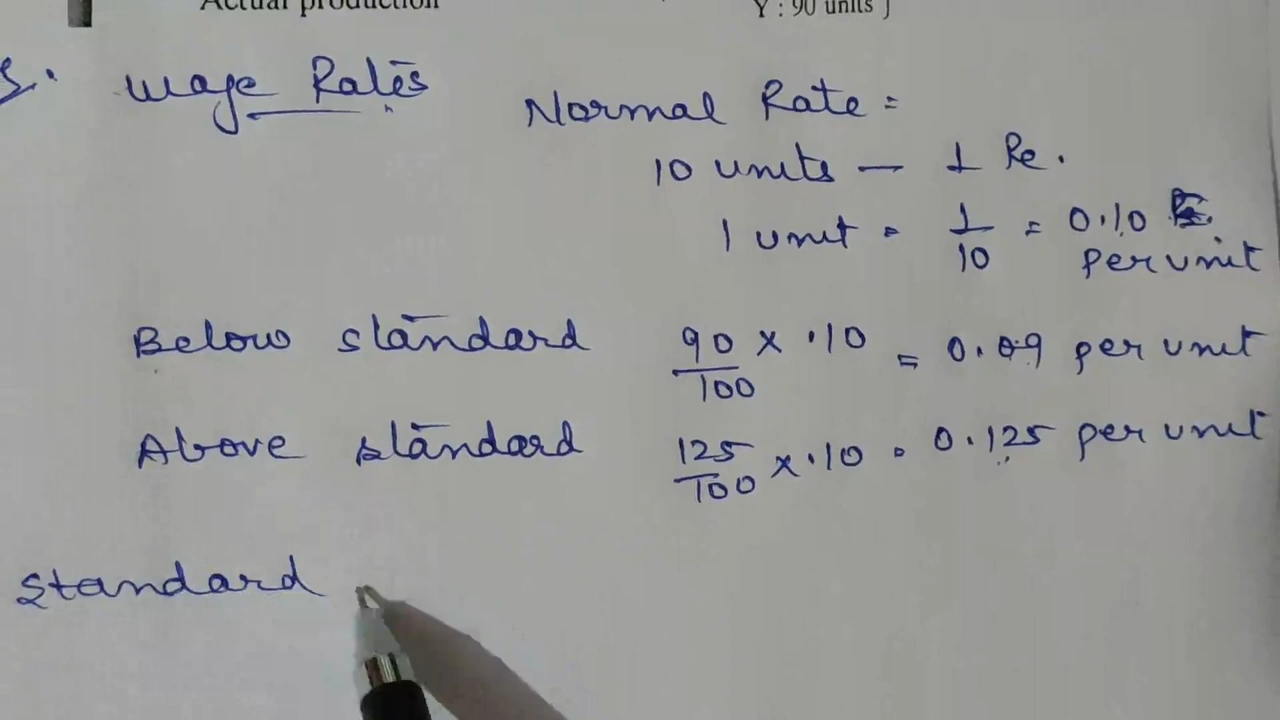 Actual production
Y : 90 units }
S. Wage Rates
Normal Rate =
10 units — 1 Re.
1 unit = 1/10 = 0.10 per unit
Below standard 90/100 x .10 = 0.09 per unit
Above standard 125/100 x .10 = 0.125 per unit
Standard